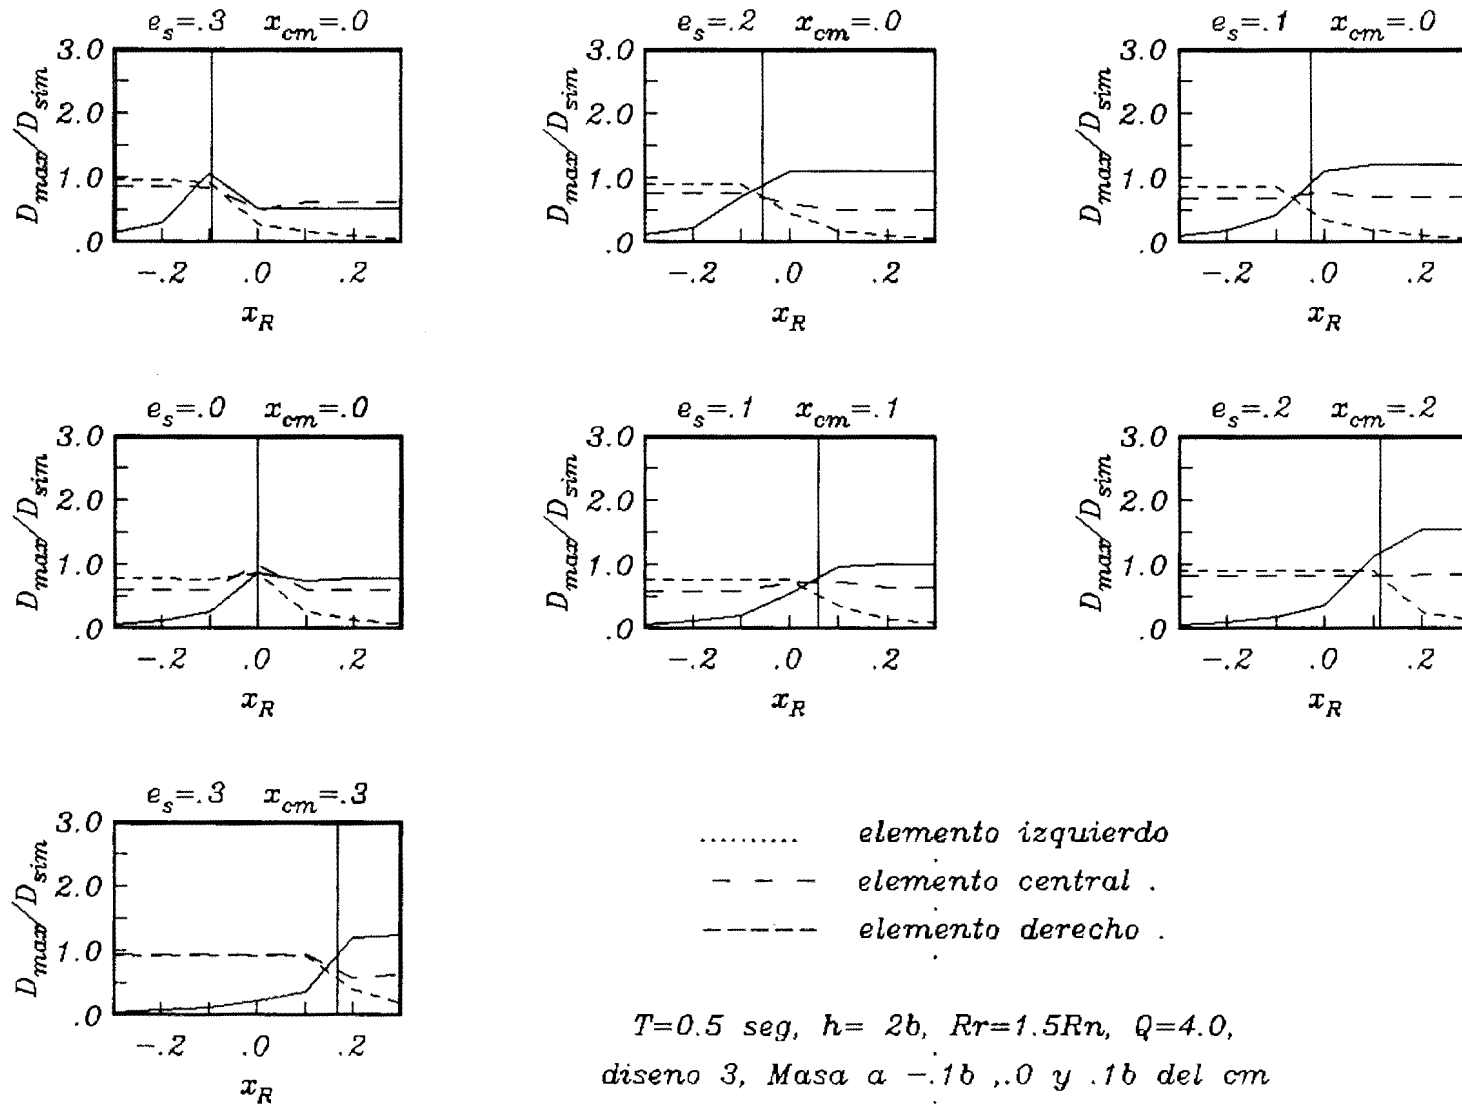 e_s=.3 x_cm=.0
3.0
2.0
1.0
.0
D_max/D_sim
-.2 .0 .2
x_R
e_s=.2 x_cm=.0
3.0
2.0
1.0
.0
D_max/D_sim
-.2 .0 .2
x_R
e_s=.1 x_cm=.0
3.0
2.0
1.0
.0
D_max/D_sim
-.2 .0 .2
x_R
e_s=.0 x_cm=.0
3.0
2.0
1.0
.0
D_max/D_sim
-.2 .0 .2
x_R
e_s=.1 x_cm=.1
3.0
2.0
1.0
.0
D_max/D_sim
-.2 .0 .2
x_R
e_s=.2 x_cm=.2
3.0
2.0
1.0
.0
D_max/D_sim
-.2 .0 .2
x_R
e_s=.3 x_cm=.3
3.0
2.0
1.0
.0
D_max/D_sim
-.2 .0 .2
x_R
elemento izquierdo
elemento central .
elemento derecho .
T=0.5 seg, h= 2b, Rr=1.5Rn, Q=4.0,
diseno 3, Masa a -.1b ,.0 y .1b del cm